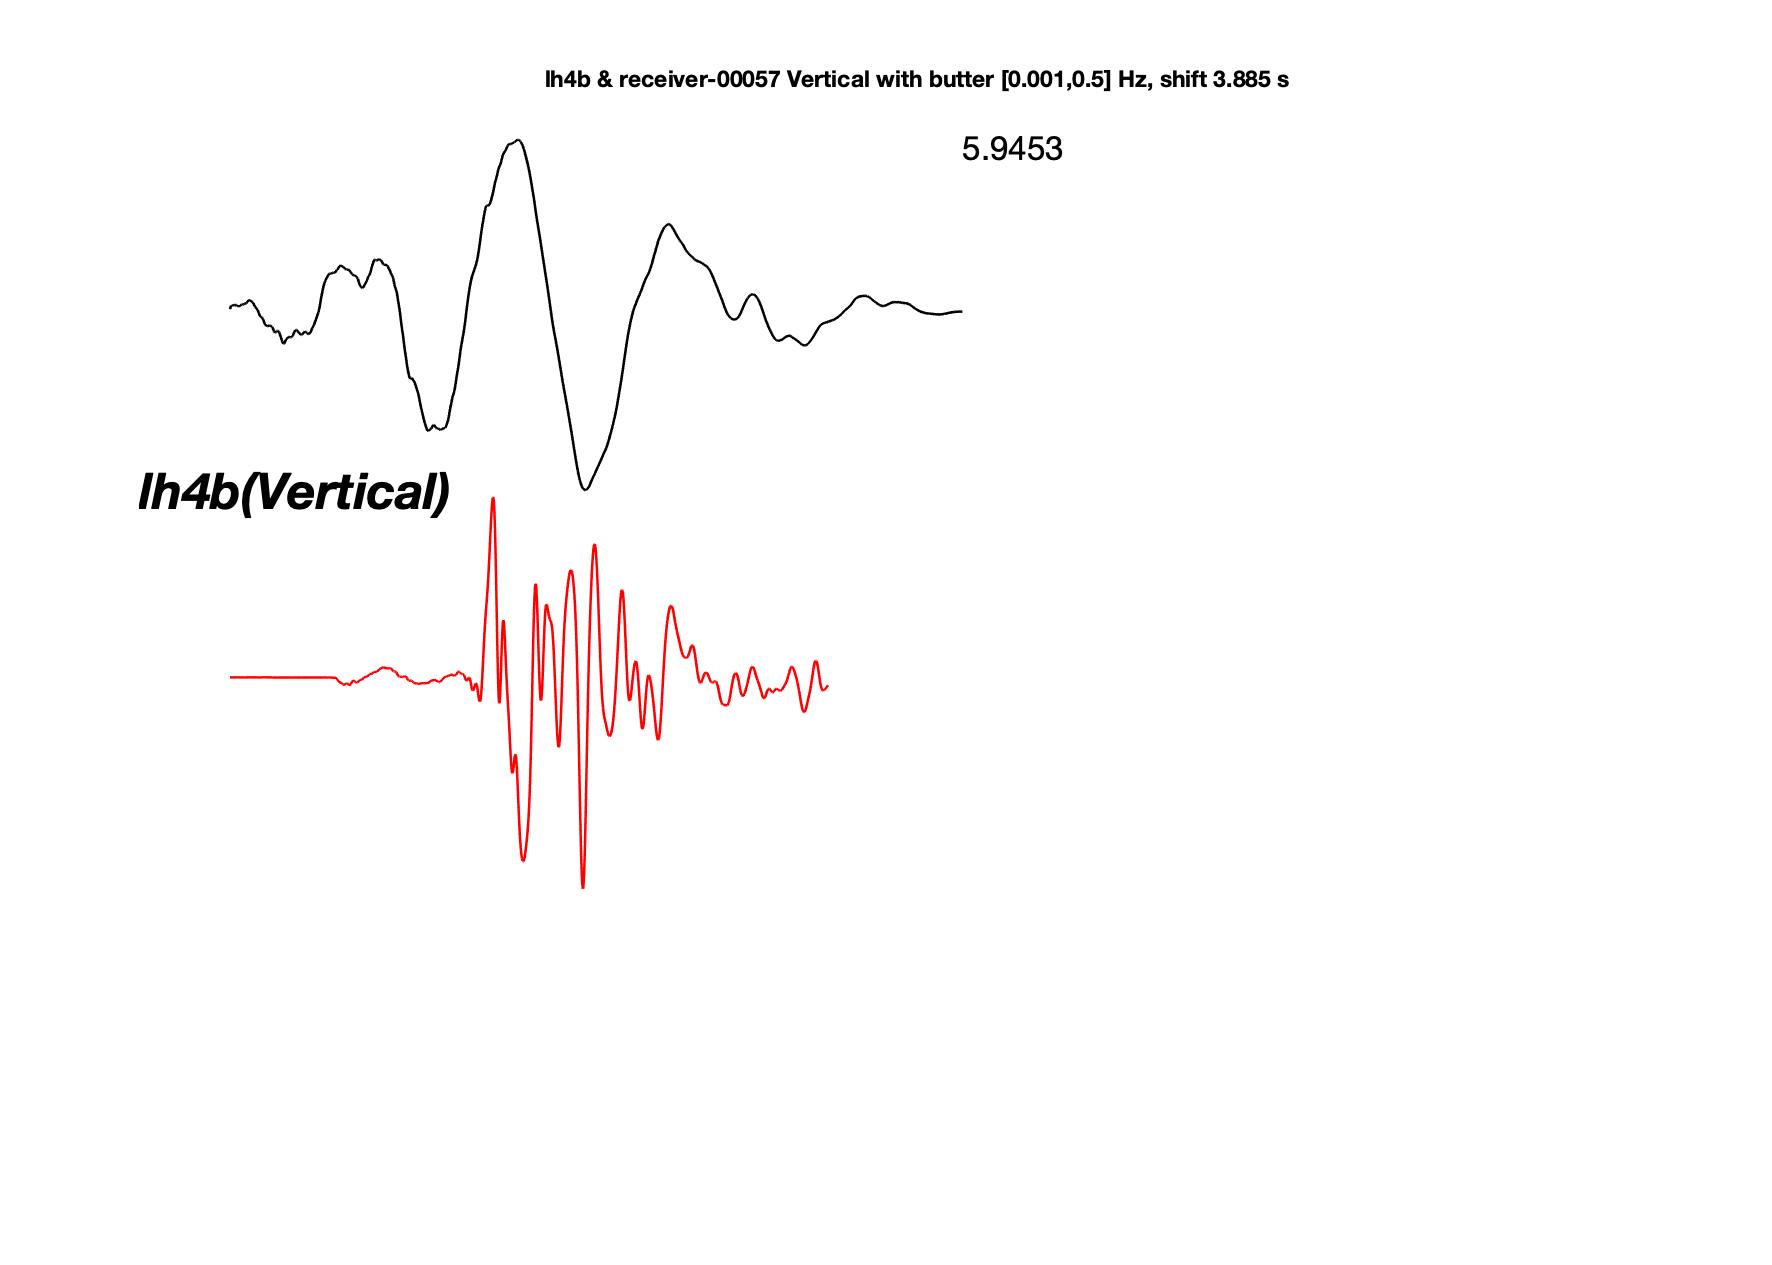 lh4b & receiver-00057 Vertical with butter [0.001,0.5] Hz, shift 3.885 s
5.9453
lh4b(Vertical)